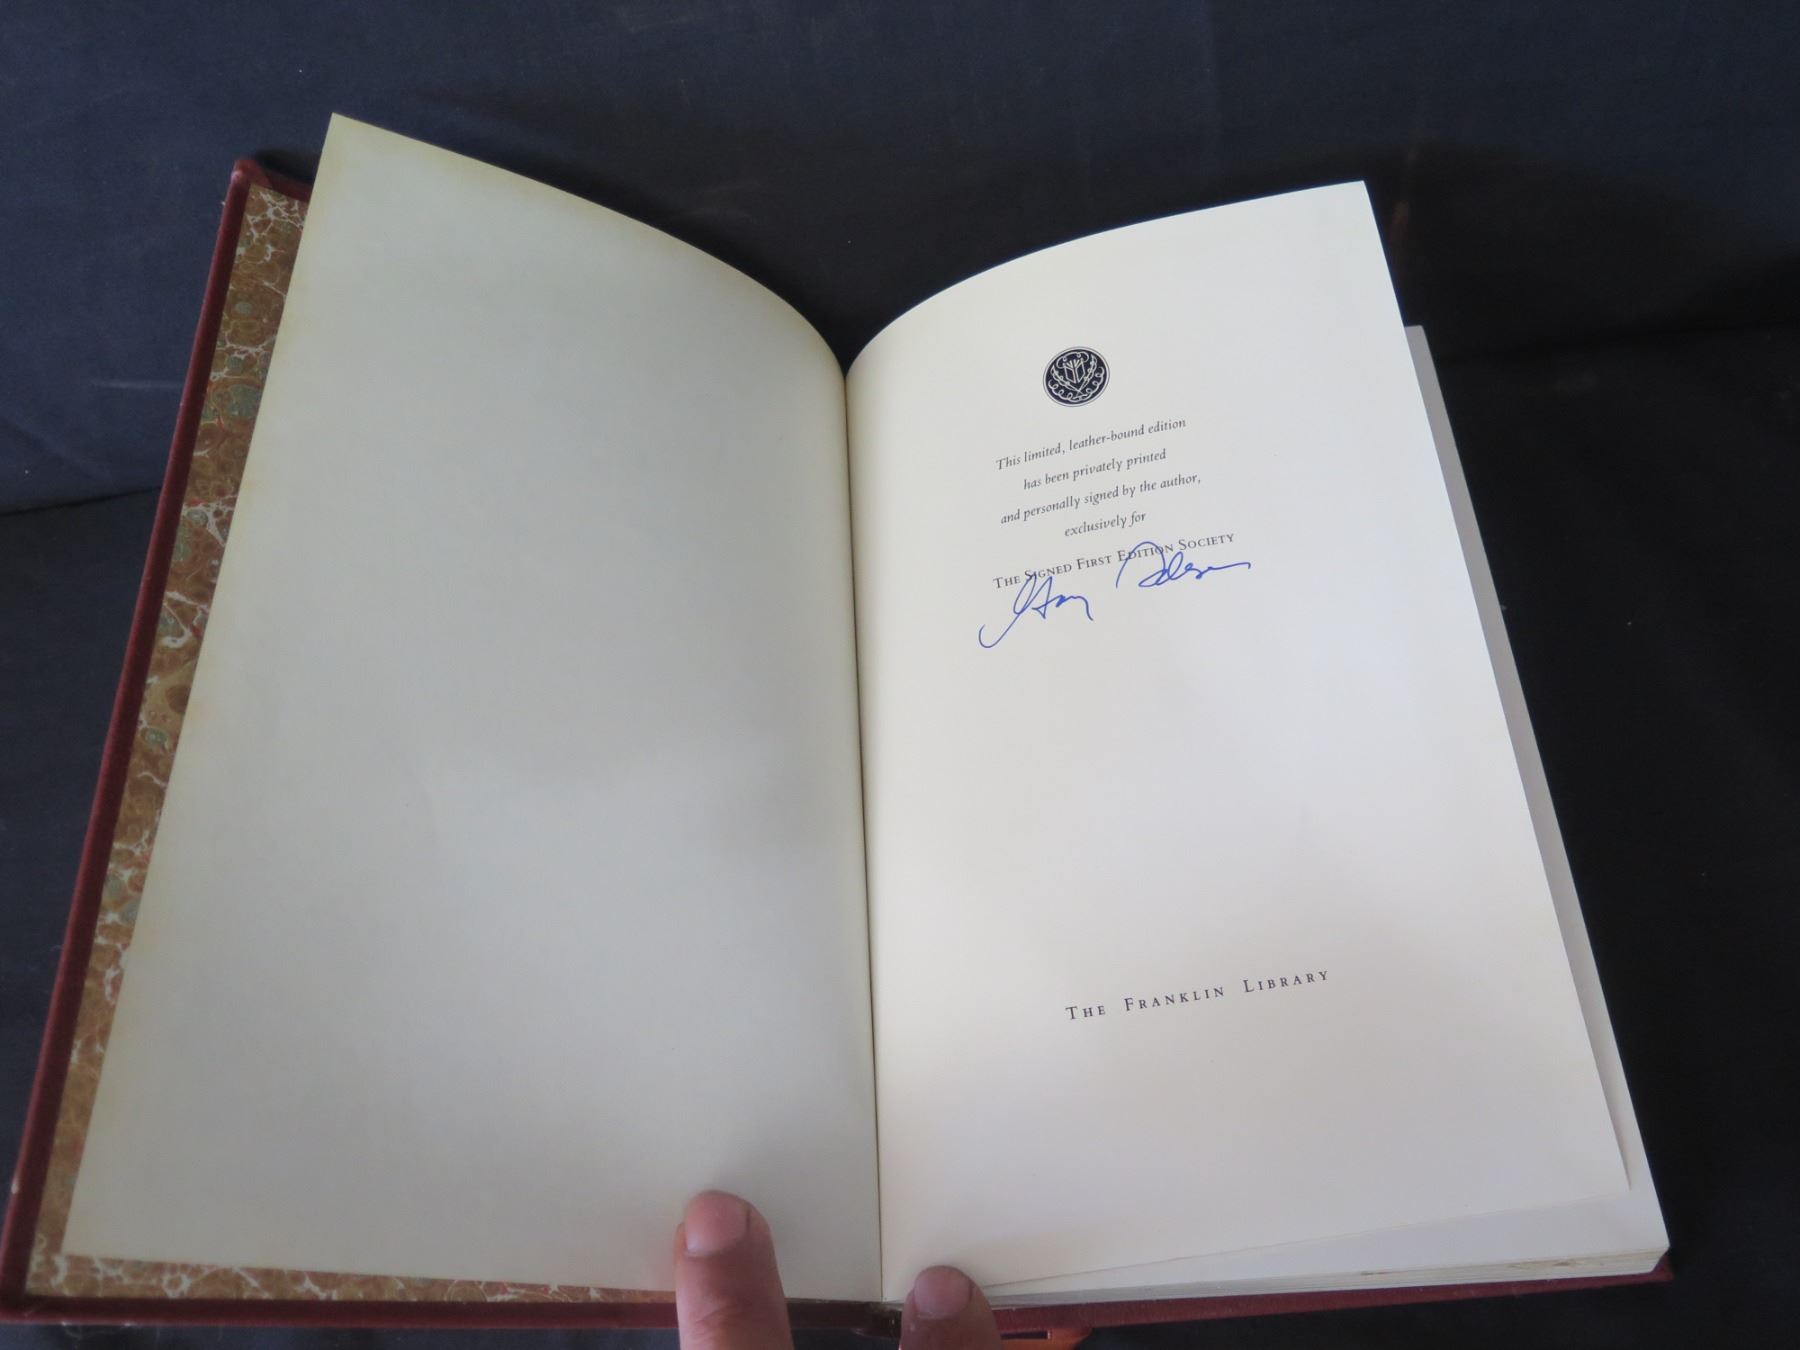 This limited, leather-bound edition
has been privately printed
and personally signed by the author,
exclusively for
THE SIGNED FIRST EDITION SOCIETY
THE FRANKLIN LIBRARY